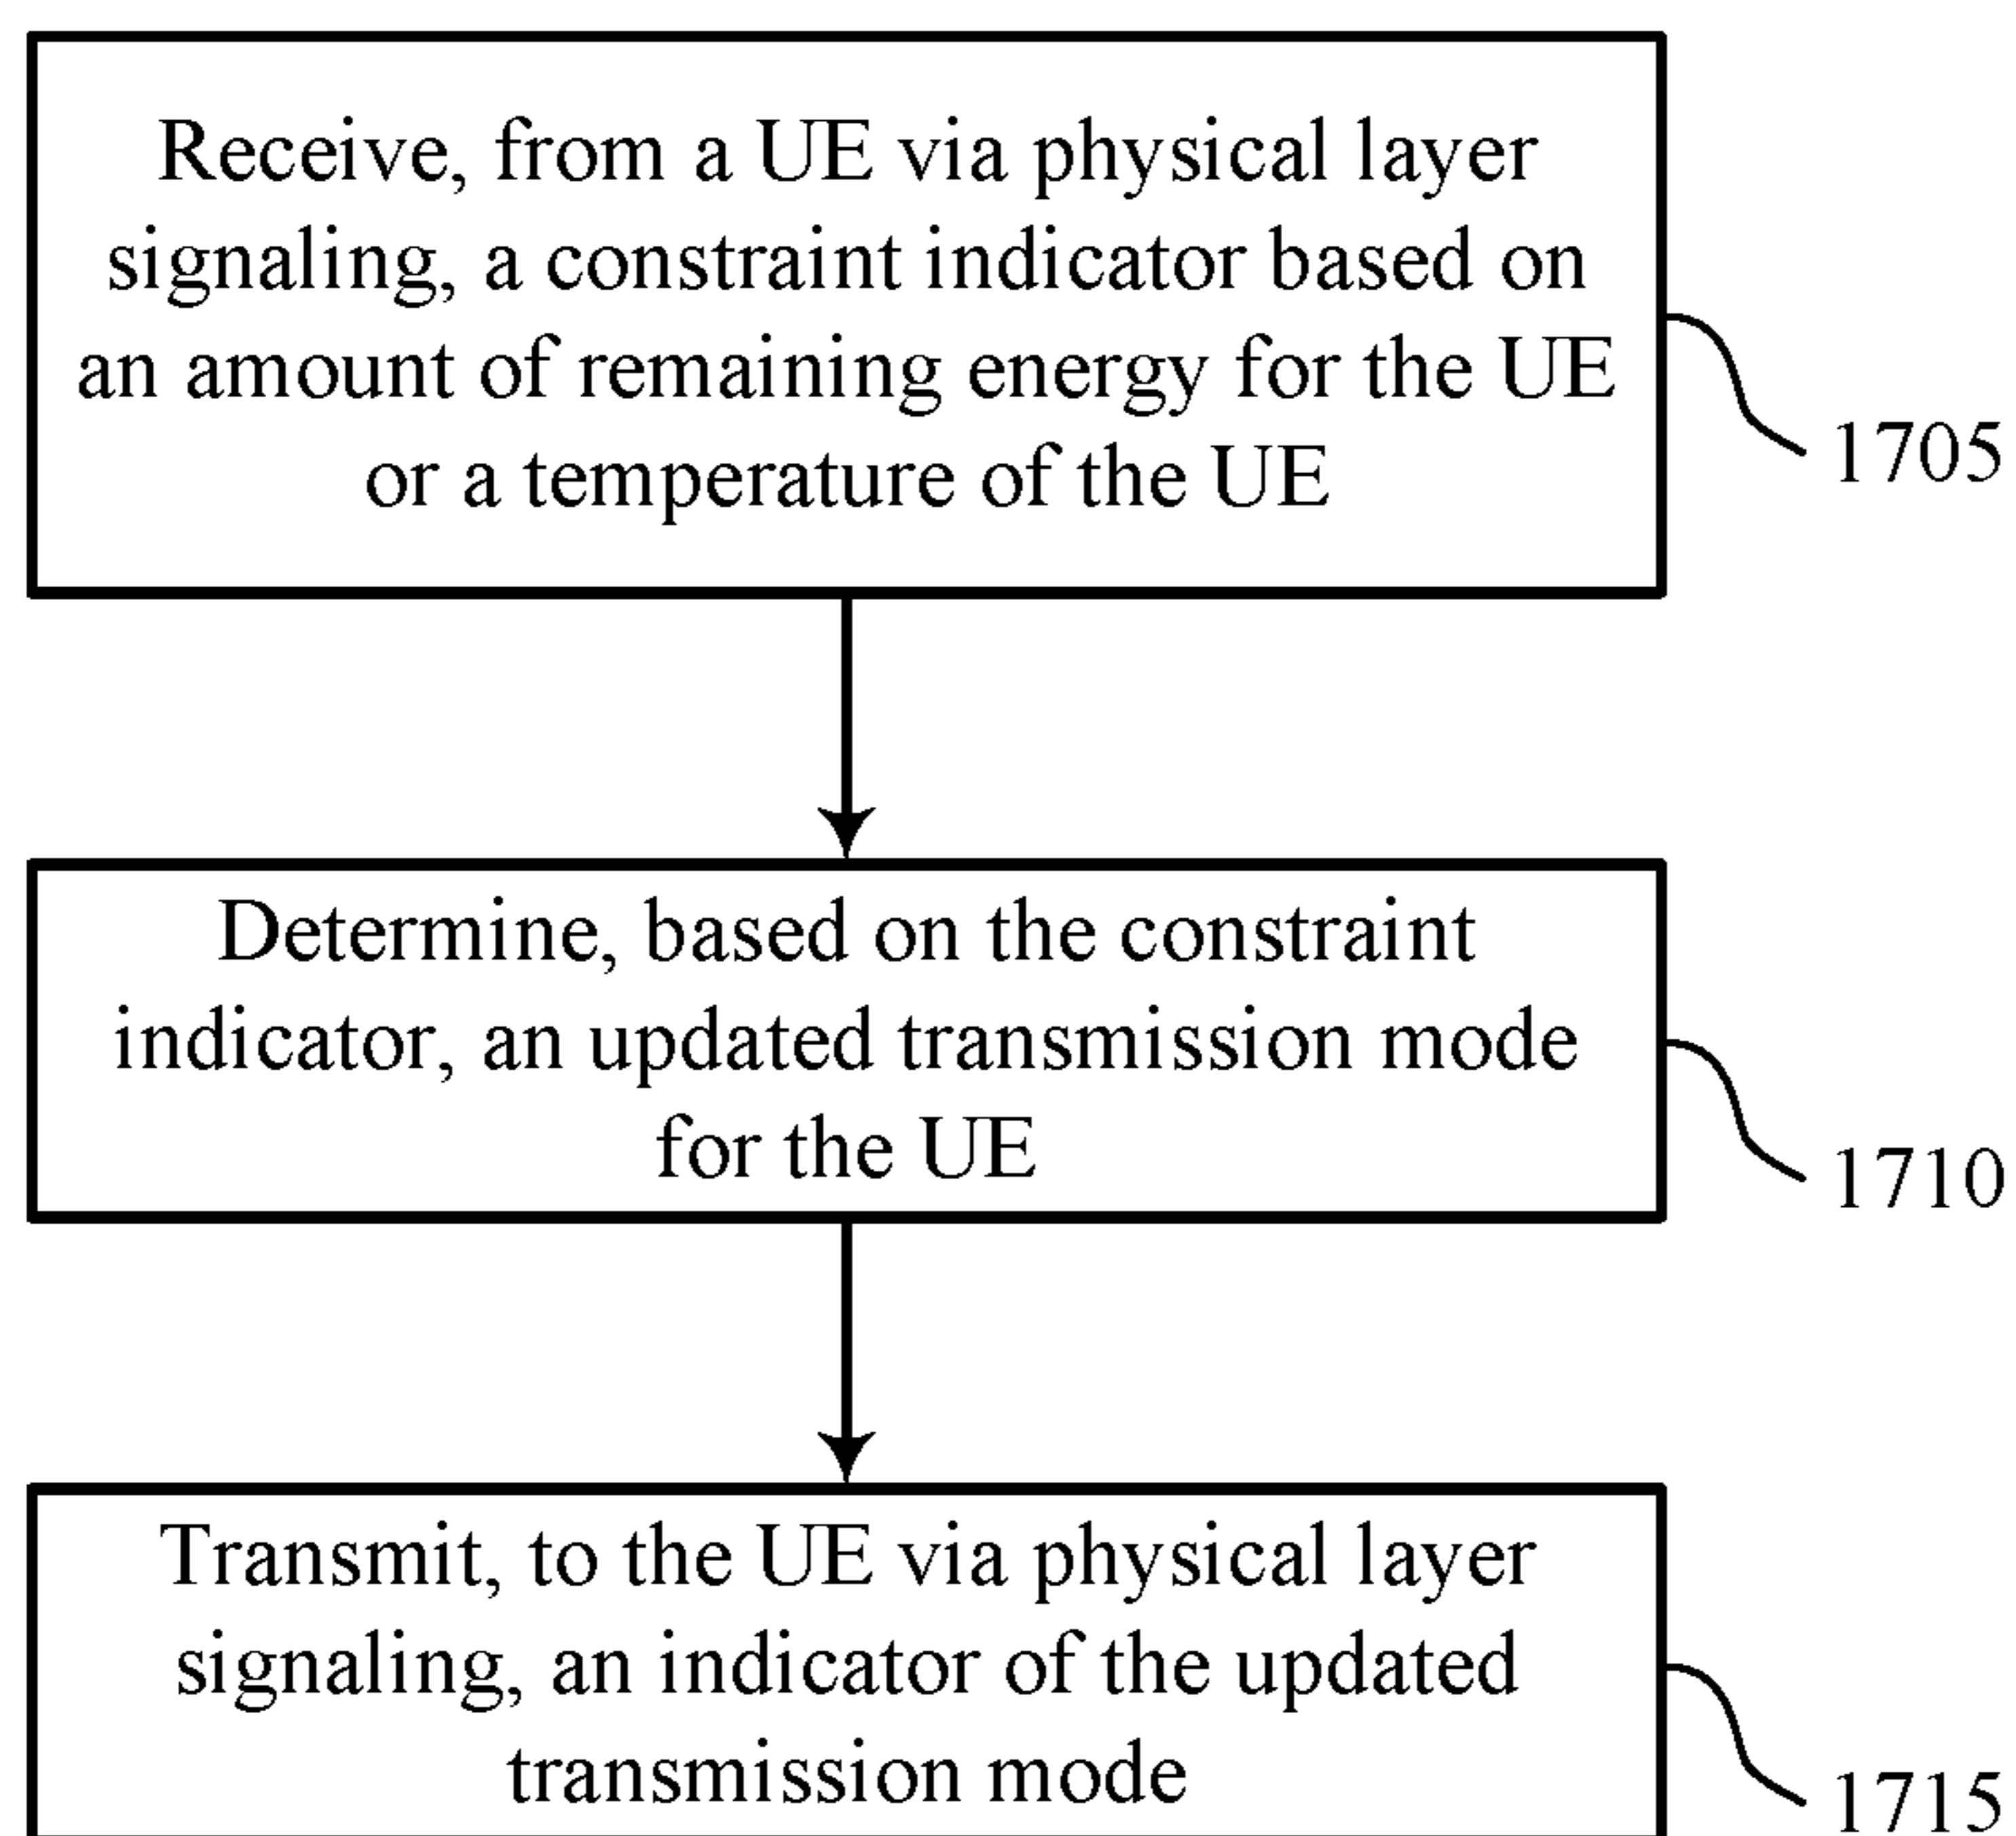 Receive, from a UE via physical layer
signaling, a constraint indicator based on
an amount of remaining energy for the UE
or a temperature of the UE
1705
Determine, based on the constraint
indicator, an updated transmission mode
for the UE
1710
Transmit, to the UE via physical layer
signaling, an indicator of the updated
transmission mode
1715